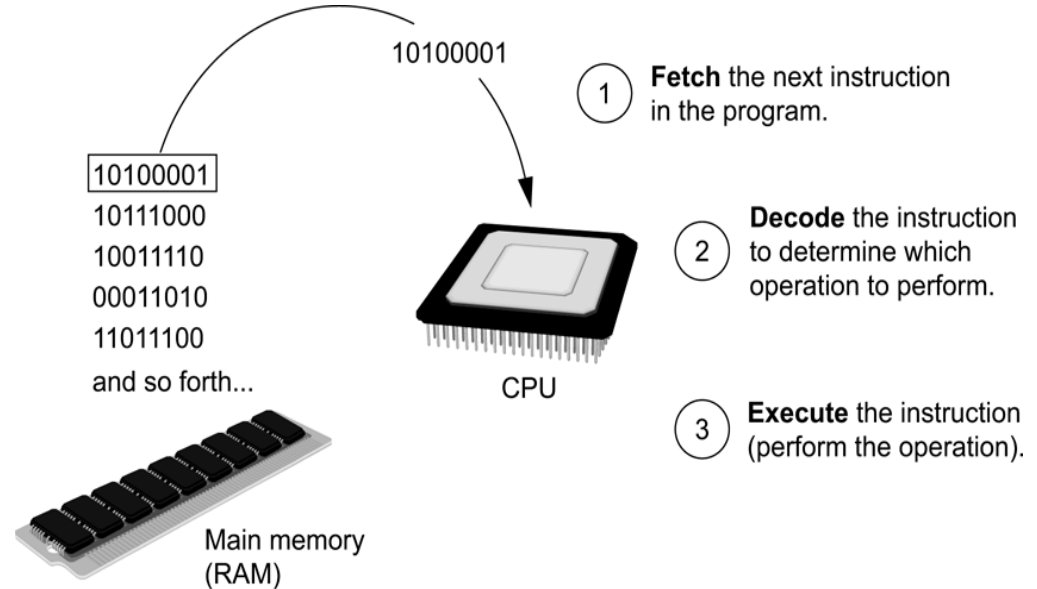 10100001
1
Fetch the next instruction
in the program.
10100001
10111000
10011110
00011010
11011100
and so forth...
CPU
2
Decode the instruction
to determine which
operation to perform.
3
Execute the instruction
(perform the operation).
Main memory
(RAM)